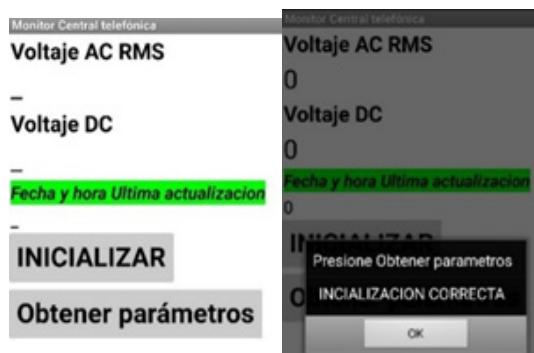 Monitor Central telefónica
Voltaje AC RMS
–
Voltaje DC
–
Fecha y hora Ultima actualizacion
–
INICIALIZAR
Obtener parámetros
Monitor Central telefónica
Voltaje AC RMS
0
Voltaje DC
0
Fecha y hora Ultima actualizacion
0
INICIALIZAR
Presione Obtener parametros
INCIALIZACION CORRECTA
OK